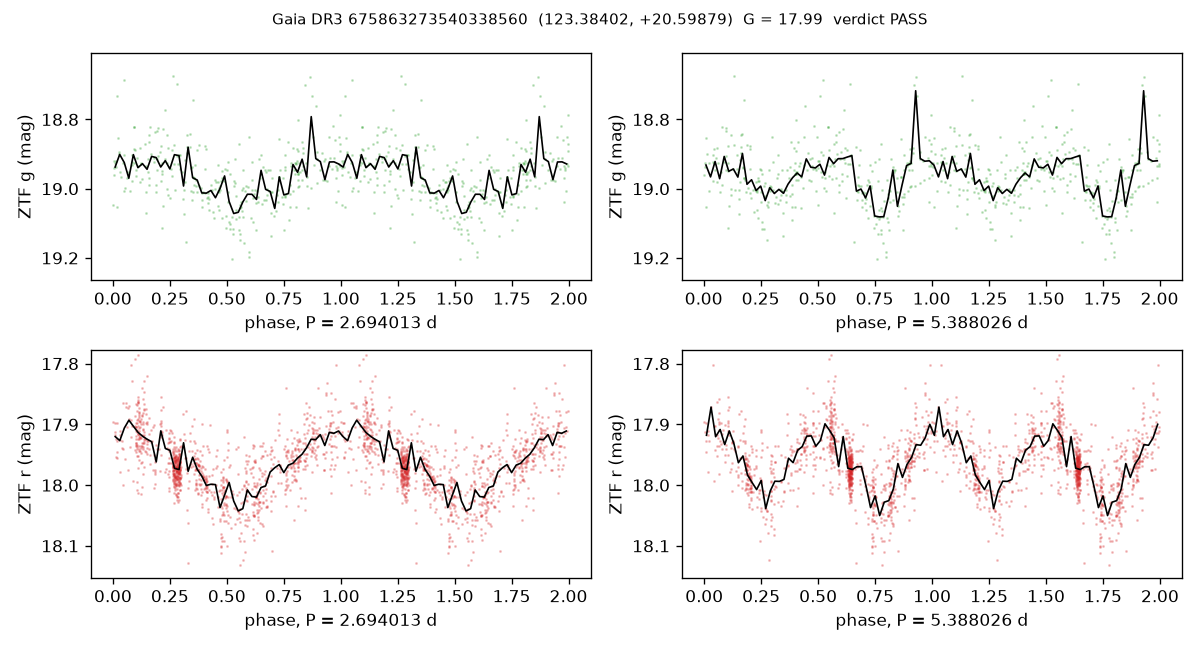 Gaia DR3 675863273540338560  (123.38402, +20.59879)  G = 17.99  verdict PASS
ZTF g (mag)
18.8
19.0
19.2
0.00 0.25 0.50 0.75 1.00 1.25 1.50 1.75 2.00
phase, P = 2.694013 d
ZTF g (mag)
18.8
19.0
19.2
0.00 0.25 0.50 0.75 1.00 1.25 1.50 1.75 2.00
phase, P = 5.388026 d
ZTF r (mag)
17.8
17.9
18.0
18.1
0.00 0.25 0.50 0.75 1.00 1.25 1.50 1.75 2.00
phase, P = 2.694013 d
ZTF r (mag)
17.8
17.9
18.0
18.1
0.00 0.25 0.50 0.75 1.00 1.25 1.50 1.75 2.00
phase, P = 5.388026 d